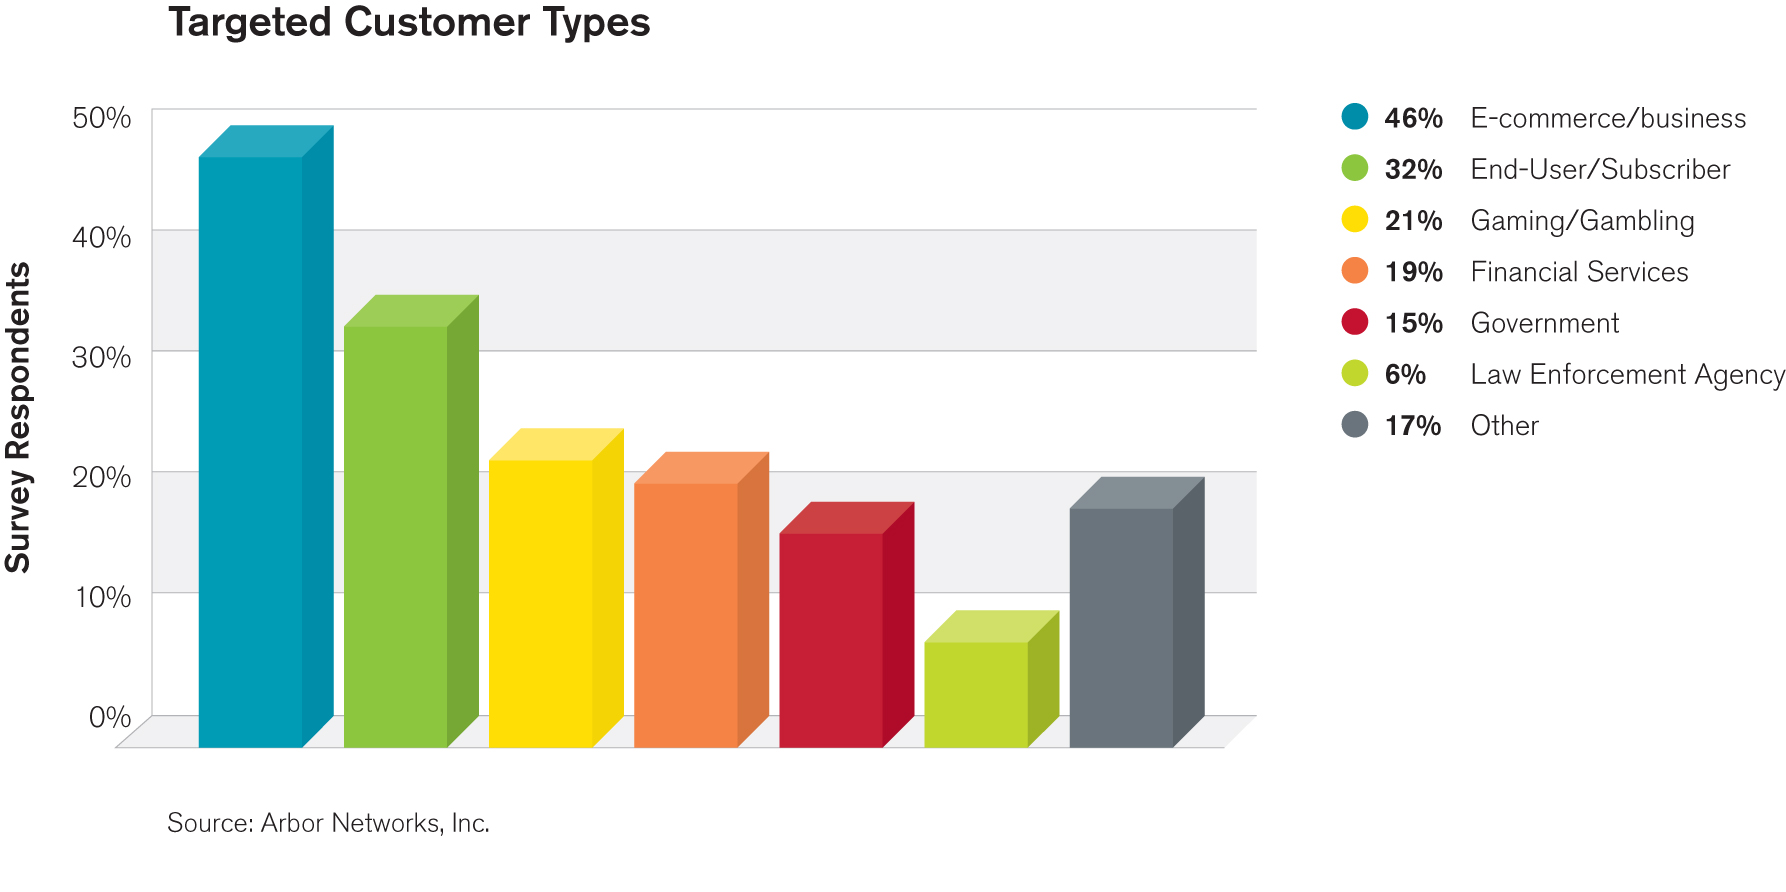 Targeted Customer Types
50%
40%
30%
20%
10%
0%
Survey Respondents
46% E-commerce/business
32% End-User/Subscriber
21% Gaming/Gambling
19% Financial Services
15% Government
6% Law Enforcement Agency
17% Other
Source: Arbor Networks, Inc.